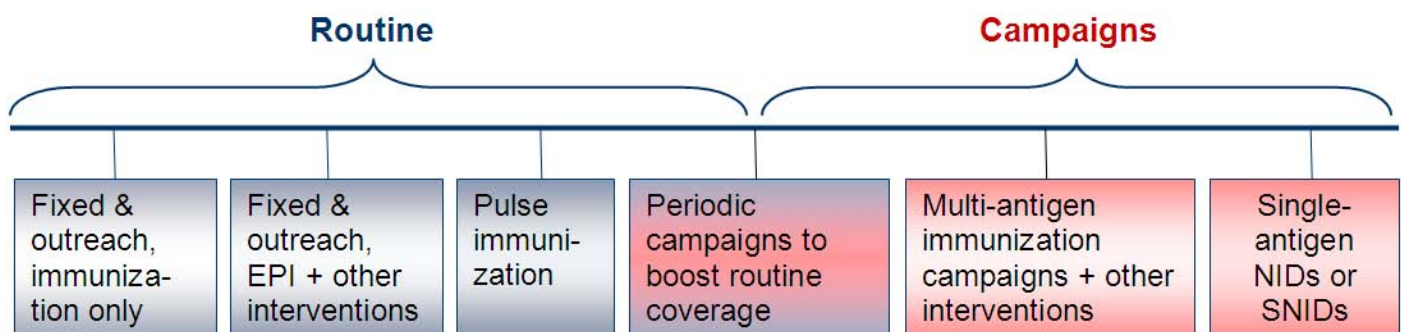 Routine
Campaigns
Fixed &
outreach,
immuniza-
tion only
Fixed &
outreach,
EPI + other
interventions
Pulse
immuni-
zation
Periodic
campaigns to
boost routine
coverage
Multi-antigen
immunization
campaigns + other
interventions
Single-
antigen
NIDs or
SNIDs